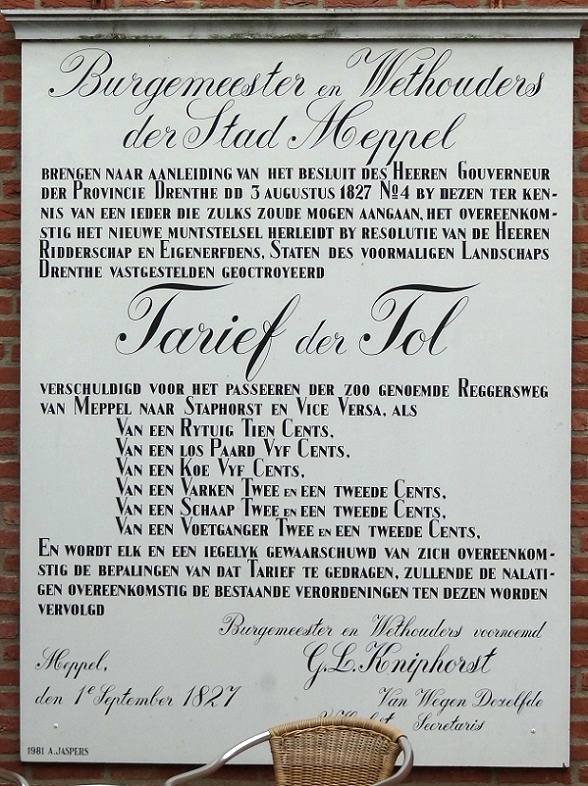 Burgemeester en Wethouders
der Stad Meppel
BRENGEN NAAR AANLEIDING VAN HET BESLUIT DES HEEREN GOUVERNEUR
DER PROVINCIE DRENTHE DD 3 AUGUSTUS 1827 No4 BY DEZEN TER KEN-
NIS VAN EEN IEDER DIE ZULKS ZOUDE MOGEN AANGAAN, HET OVEREENKOM-
STIG HET NIEUWE MUNTSTELSEL HERLEIDT BY RESOLUTIE VAN DE HEEREN
RIDDERSCHAP EN EIGENERFDENS, STATEN DES VOORMALIGEN LANDSCHAPS
DRENTHE VASTGESTELDEN GEOCTROYEERD
Tarief der Tol
VERSCHULDIGD VOOR HET PASSEEREN DER ZOO GENOEMDE REGGERSWEG
VAN MEPPEL NAAR STAPHORST EN VICE VERSA, ALS
VAN EEN RYTUIG TIEN CENTS,
VAN EEN LOS PAARD VYF CENTS,
VAN EEN KOE VYF CENTS,
VAN EEN VARKEN TWEE EN EEN TWEEDE CENTS,
VAN EEN SCHAAP TWEE EN EEN TWEEDE CENTS,
VAN EEN VOETGANGER TWEE EN EEN TWEEDE CENTS,
EN WORDT ELK EN EEN IEGELYK GEWAARSCHUWD VAN ZICH OVEREENKOM-
STIG DE BEPALINGEN VAN DAT TARIEF TE GEDRAGEN, ZULLENDE DE NALATI-
GEN OVEREENKOMSTIG DE BESTAANDE VERORDENINGEN TEN DEZEN WORDEN
VERVOLGD
Burgemeester en Wethouders voornoemd
Meppel,
G.L. Kniphorst
den 1e September 1827
Van Wegen Dezelfde
Secretaris
1981 A.JASPERS